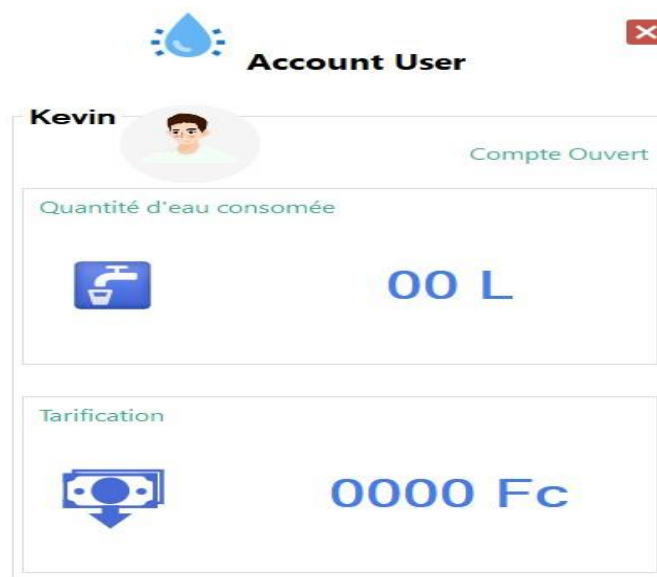 Account User
Kevin
Compte Ouvert
Quantité d'eau consomée
00 L
Tarification
0000 Fc